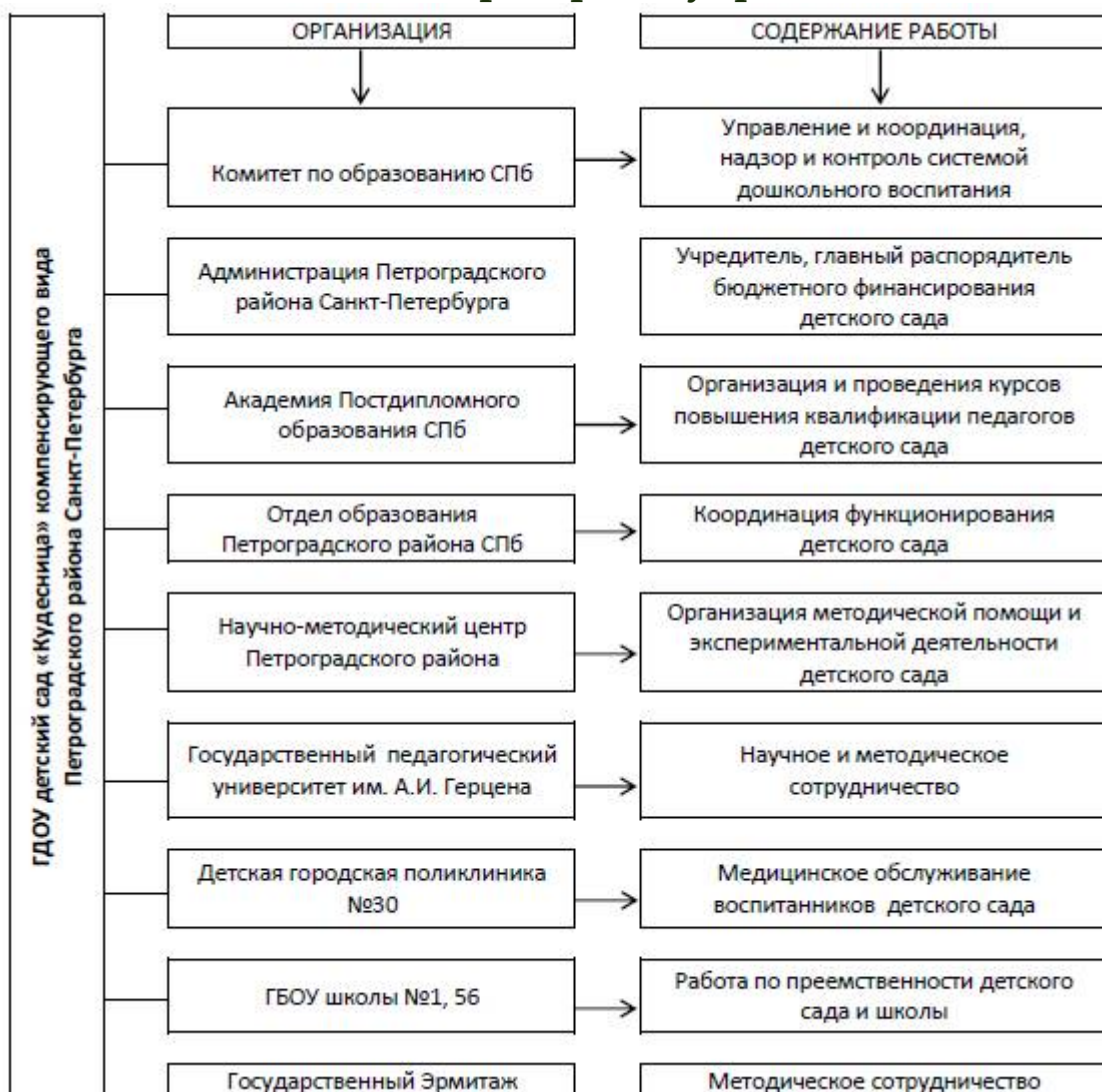 ГДОУ детский сад «Кудесница» компенсирующего вида
Петроградского района Санкт-Петербурга
ОРГАНИЗАЦИЯ
СОДЕРЖАНИЕ РАБОТЫ
Комитет по образованию СПб
Управление и координация,
надзор и контроль системой
дошкольного воспитания
Администрация Петроградского
района Санкт-Петербурга
Учредитель, главный распорядитель
бюджетного финансирования
детского сада
Академия Постдипломного
образования СПб
Организация и проведения курсов
повышения квалификации педагогов
детского сада
Отдел образования
Петроградского района СПб
Координация функционирования
детского сада
Научно-методический центр
Петроградского района
Организация методической помощи и
экспериментальной деятельности
детского сада
Государственный педагогический
университет им. А.И. Герцена
Научное и методическое
сотрудничество
Детская городская поликлиника
№30
Медицинское обслуживание
воспитанников детского сада
ГБОУ школы №1, 56
Работа по преемственности детского
сада и школы
Государственный Эрмитаж
Методическое сотрудничество